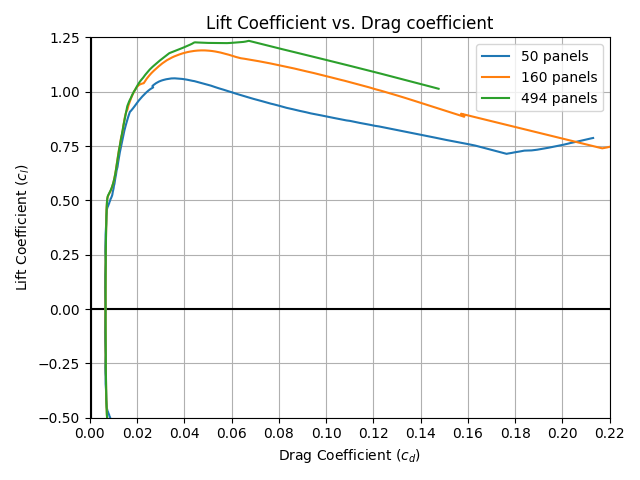 Lift Coefficient vs. Drag coefficient
1.25
1.00
0.75
0.50
0.25
0.00
−0.25
−0.50
Lift Coefficient (c_l)
50 panels
160 panels
494 panels
0.00 0.02 0.04 0.06 0.08 0.10 0.12 0.14 0.16 0.18 0.20 0.22
Drag Coefficient (c_d)